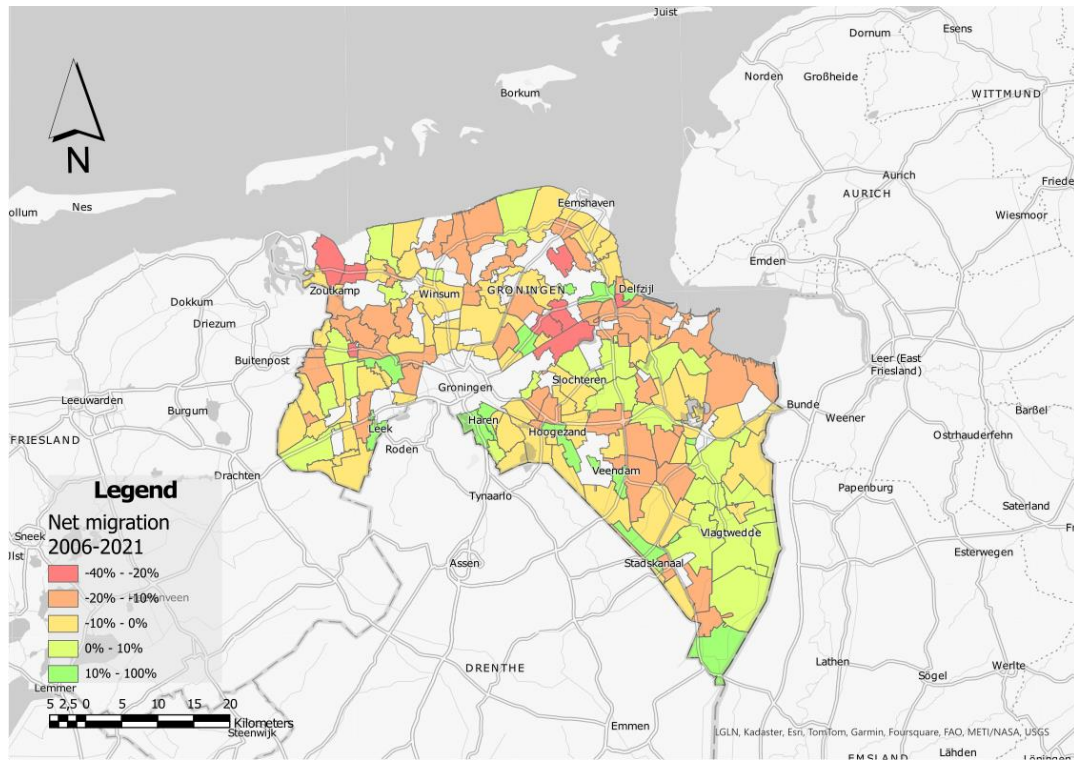 Juist
Dornum
Esens
Norden
Großheide
WITTMUND
Borkum
N
Aurich
AURICH
Friede
ollum
Nes
Eemshaven
Wiesmoor
Emden
Zoutkamp
Winsum
GRONINGEN
Delfzijl
Dokkum
Driezum
Buitenpost
Leer (East
Friesland)
Groningen
Slochteren
Leeuwarden
Burgum
Bunde
Weener
Barßel
Haren
Hoogezand
Leek
Roden
Ostrhauderfehn
FRIESLAND
Drachten
Veendam
Tynaarlo
Papenburg
Saterland
Legend
Net migration
2006-2021
-40% - -20%
-20% - -10%
-10% - 0%
0% - 10%
10% - 100%
Sneek
Jlst
Vlagtwedde
Esterwegen
Fr
Assen
Stadskanaal
DRENTHE
Lathen
Sögel
Werlte
Lemmer
5 2,5 0 5 10 15 20
Kilometers
Steenwijk
Emmen
LGLN, Kadaster, Esri, TomTom, Garmin, Foursquare, FAO, METI/NASA, USGS
EMSLAND
Lähden
Löningen